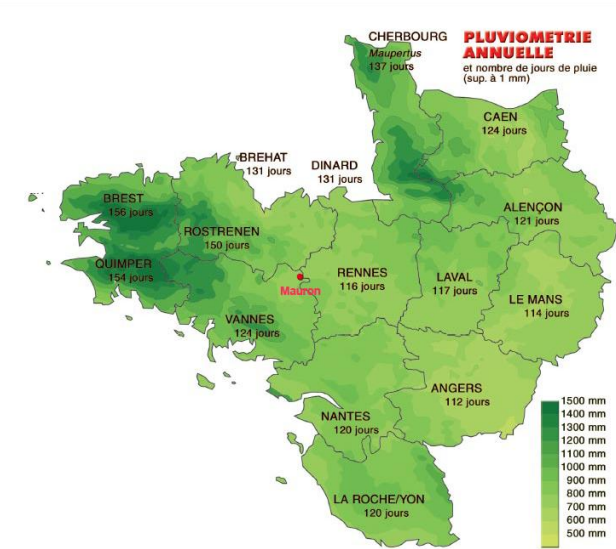 CHERBOURG
Maupertus
137 jours
PLUVIOMETRIE
ANNUELLE
et nombre de jours de pluie
(sup. à 1 mm)
CAEN
124 jours
BREHAT
131 jours
DINARD
131 jours
BREST
156 jours
ALENÇON
121 jours
ROSTRENEN
150 jours
QUIMPER
154 jours
Mauron
RENNES
116 jours
LAVAL
117 jours
LE MANS
114 jours
VANNES
124 jours
ANGERS
112 jours
NANTES
120 jours
LA ROCHE/YON
120 jours
1500 mm
1400 mm
1300 mm
1200 mm
1100 mm
1000 mm
900 mm
800 mm
700 mm
600 mm
500 mm